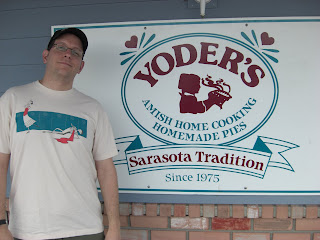 YODER'S
AMISH HOME COOKING
HOMEMADE PIES
Sarasota Tradition
Since 1975